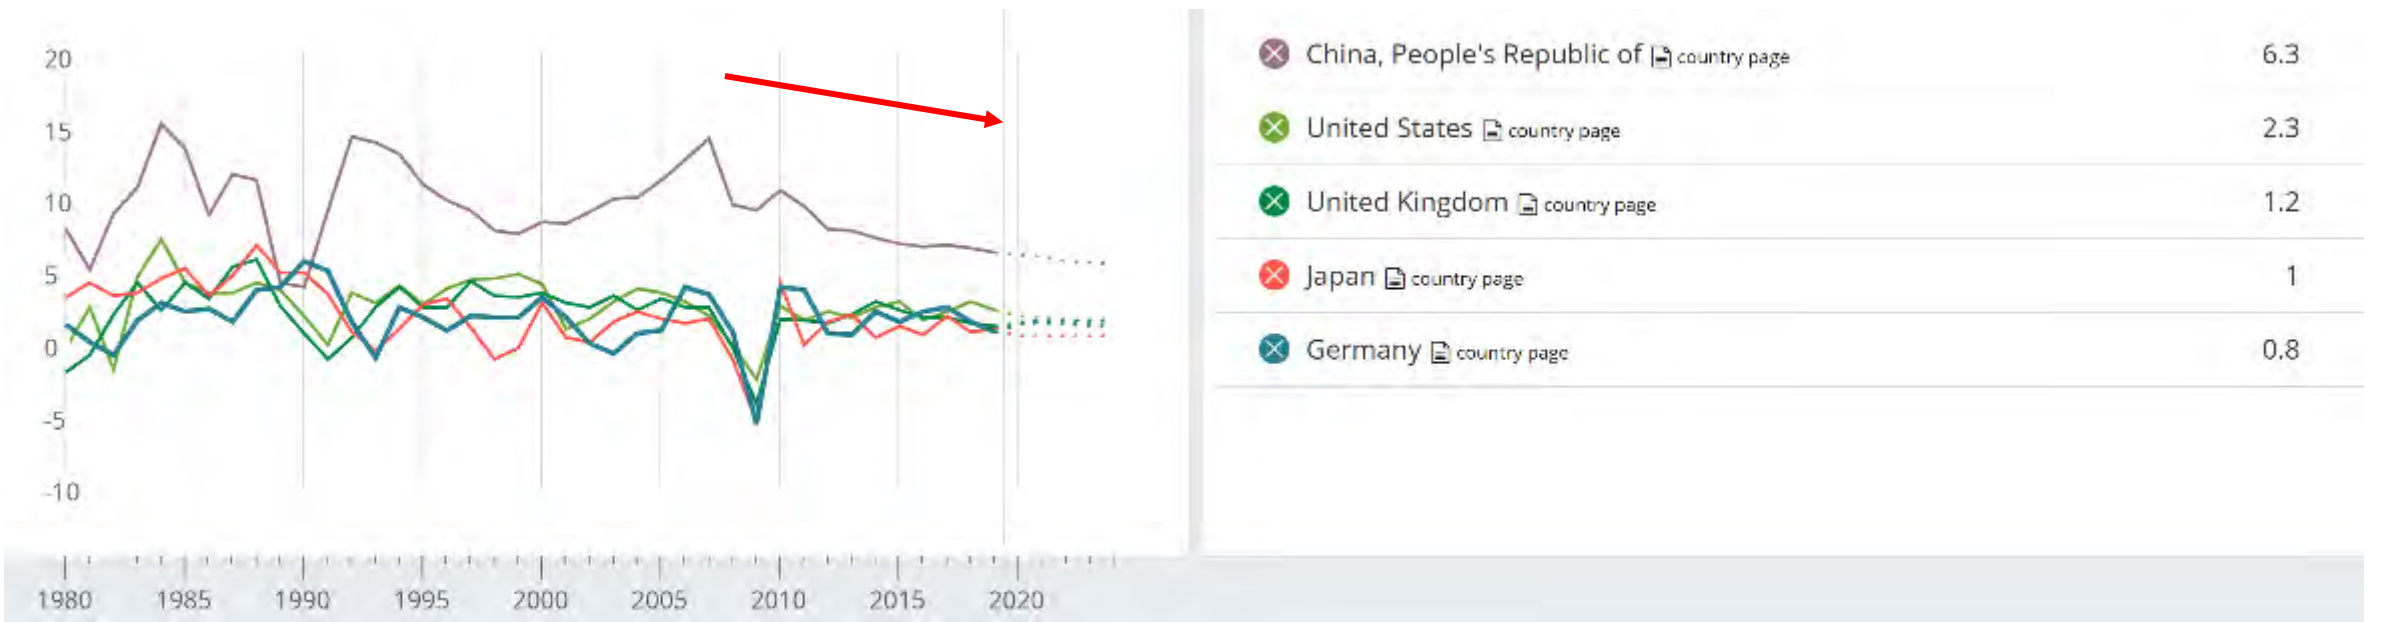 20
15
10
5
0
-5
-10
1980 1985 1990 1995 2000 2005 2010 2015 2020
China, People's Republic of country page 6.3
United States country page 2.3
United Kingdom country page 1.2
Japan country page 1
Germany country page 0.8